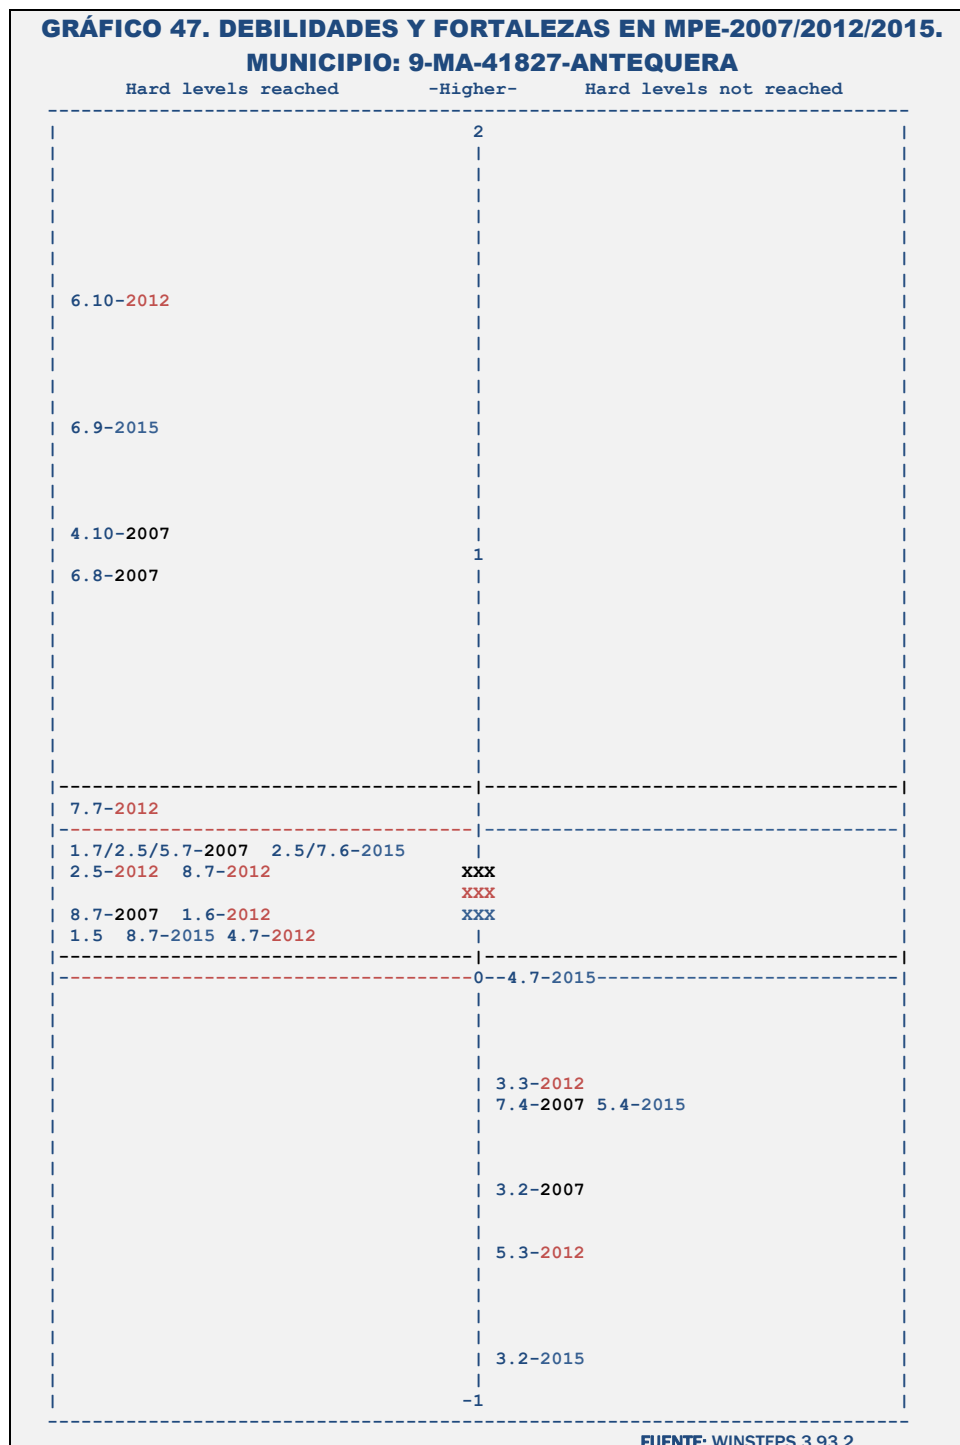 GRÁFICO 47. DEBILIDADES Y FORTALEZAS EN MPE-2007/2012/2015.
MUNICIPIO: 9-MA-41827-ANTEQUERA
Hard levels reached -Higher- Hard levels not reached
2
6.10-2012
6.9-2015
4.10-2007
1
6.8-2007
7.7-2012
1.7/2.5/5.7-2007 2.5/7.6-2015
2.5-2012 8.7-2012 XXX
XXX
8.7-2007 1.6-2012 XXX
1.5 8.7-2015 4.7-2012
0--4.7-2015
3.3-2012
7.4-2007 5.4-2015
3.2-2007
5.3-2012
3.2-2015
-1
FUENTE: WINSTEPS 3.93.2